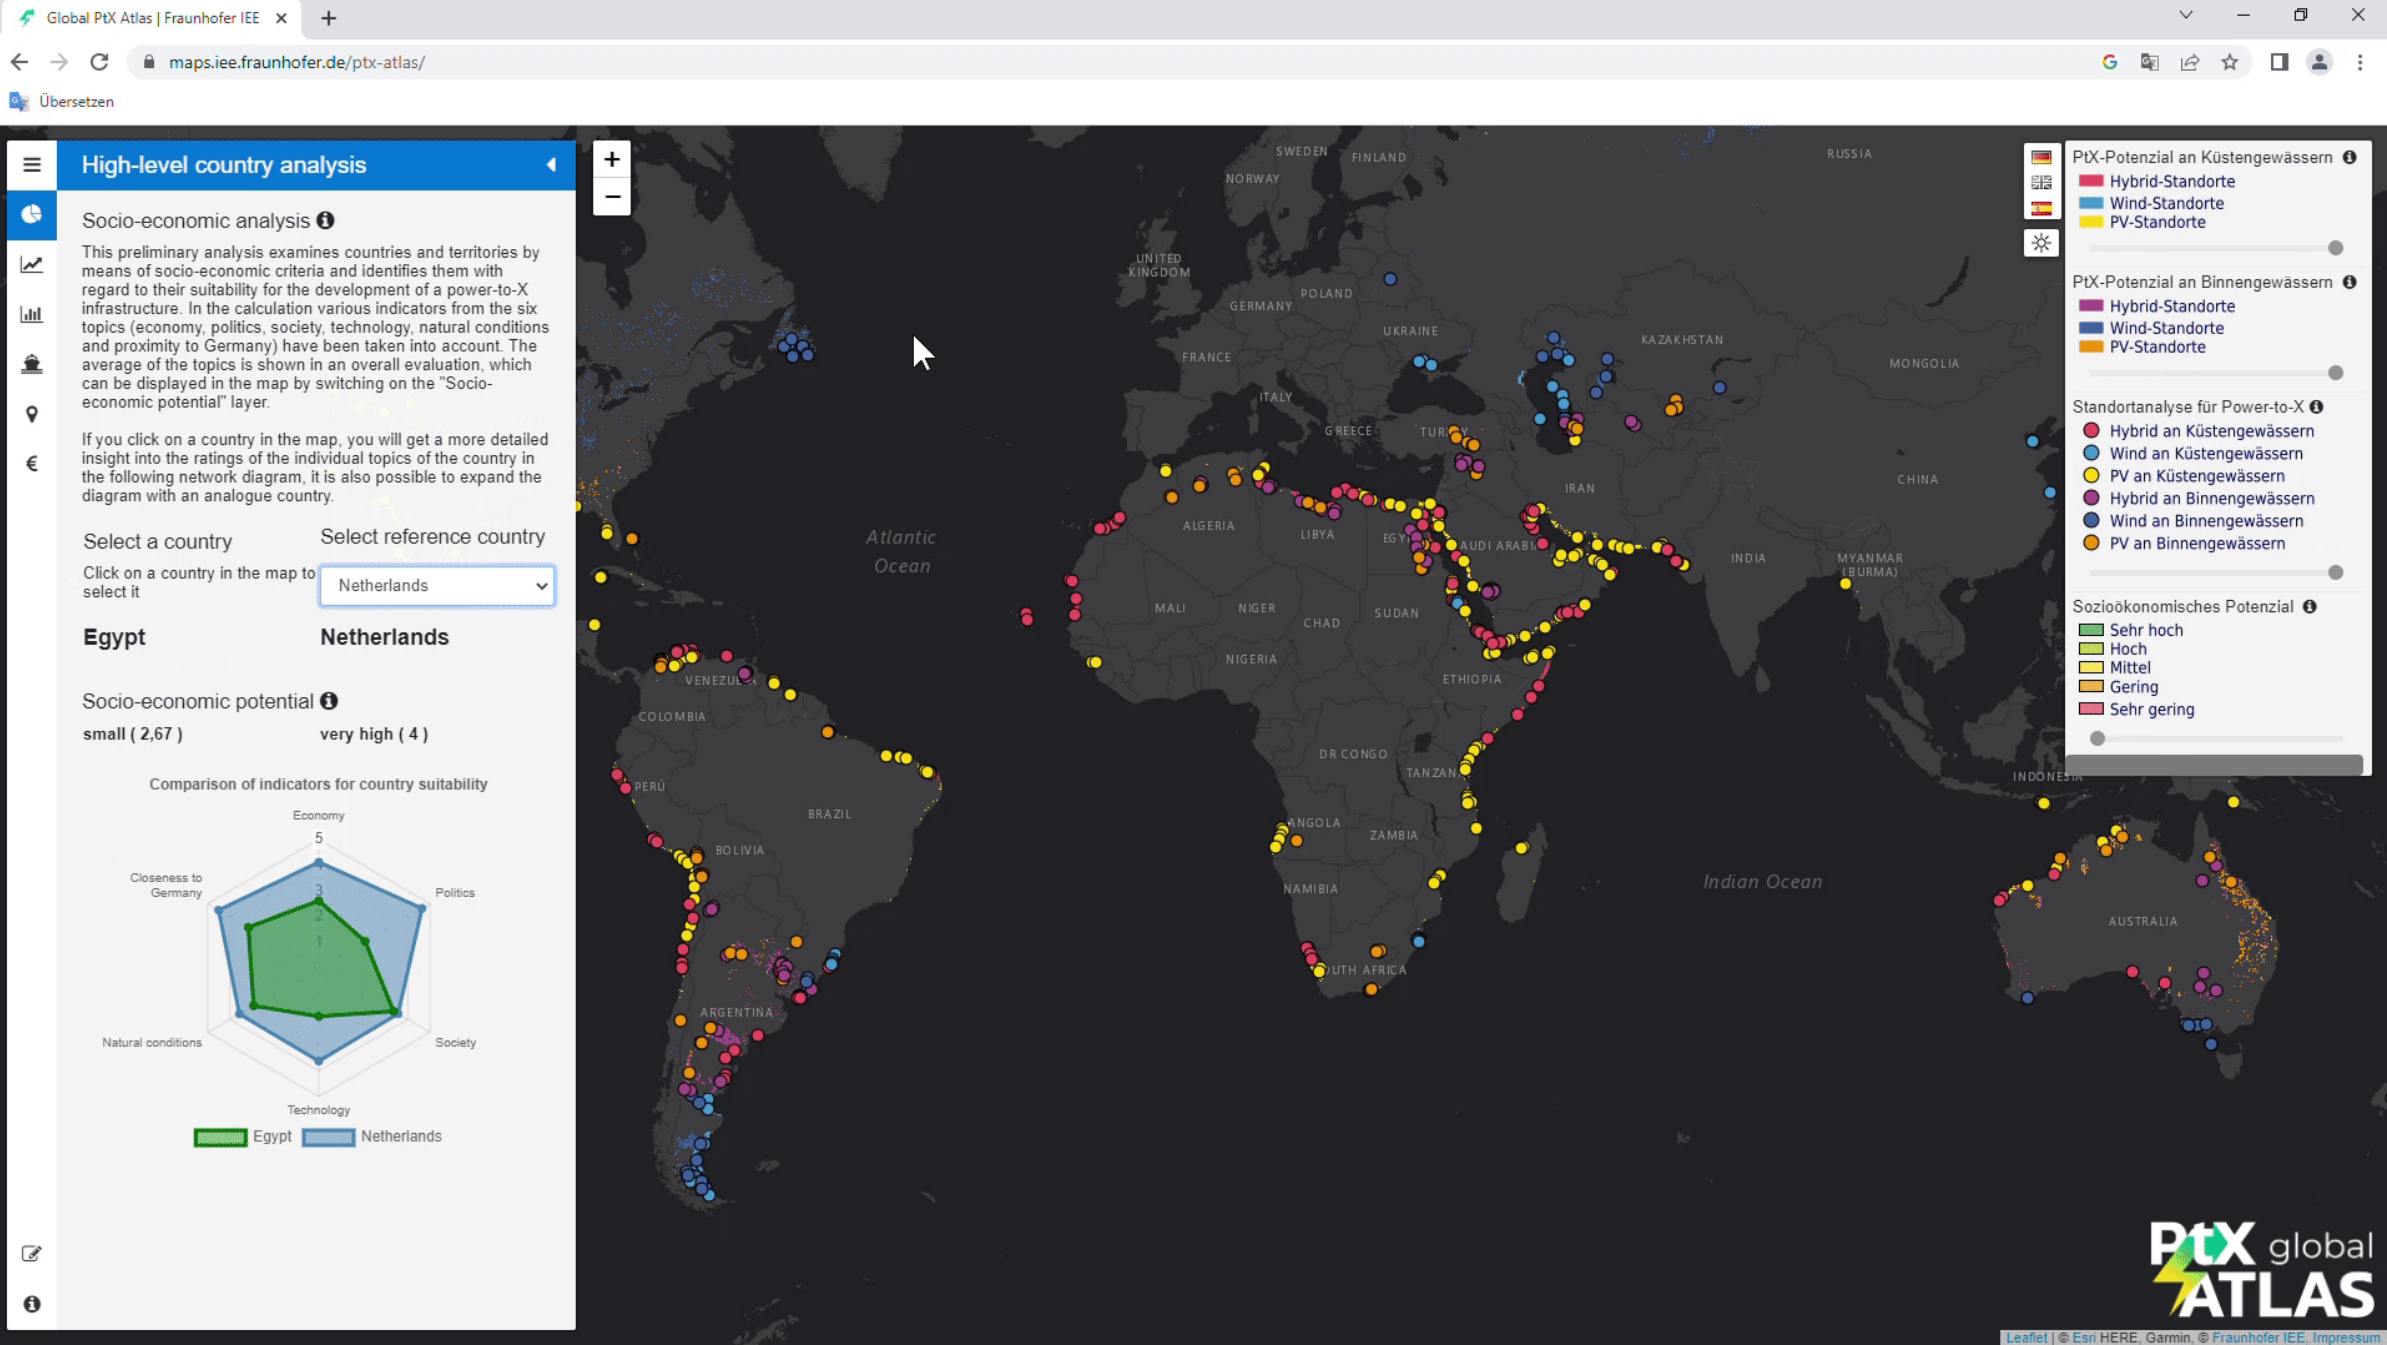 Global PtX Atlas | Fraunhofer IEE
maps.iee.fraunhofer.de/ptx-atlas/
Übersetzen
High-level country analysis
Socio-economic analysis
This preliminary analysis examines countries and territories by
means of socio-economic criteria and identifies them with
regard to their suitability for the development of a power-to-X
infrastructure. In the calculation various indicators from the six
topics (economy, politics, society, technology, natural conditions
and proximity to Germany) have been taken into account. The
average of the topics is shown in an overall evaluation, which
can be displayed in the map by switching on the "Socio-
economic potential" layer.
If you click on a country in the map, you will get a more detailed
insight into the ratings of the individual topics of the country in
the following network diagram, it is also possible to expand the
diagram with an analogue country.
Select a country
Click on a country in the map to
select it
Select reference country
Netherlands
Egypt
Netherlands
Socio-economic potential
small ( 2,67 )
very high ( 4 )
Comparison of indicators for country suitability
Economy
5
3
2
1
Closeness to
Germany
Politics
Natural conditions
Society
Technology
Egypt
Netherlands
+
−
SWEDEN
FINLAND
NORWAY
RUSSIA
UNITED
KINGDOM
POLAND
GERMANY
UKRAINE
FRANCE
KAZAKHSTAN
MONGOLIA
ITALY
GREECE
IRAN
CHINA
Atlantic
Ocean
ALGERIA
LIBYA
INDIA
MYANMAR
(BURMA)
MALI
NIGER
CHAD
SUDAN
NIGERIA
ETHIOPIA
COLOMBIA
DR CONGO
PERÚ
BRAZIL
ANGOLA
ZAMBIA
BOLIVIA
NAMIBIA
Indian Ocean
AUSTRALIA
ARGENTINA
PtX-Potenzial an Küstengewässern
Hybrid-Standorte
Wind-Standorte
PV-Standorte
PtX-Potenzial an Binnengewässern
Hybrid-Standorte
Wind-Standorte
PV-Standorte
Standortanalyse für Power-to-X
Hybrid an Küstengewässern
Wind an Küstengewässern
PV an Küstengewässern
Hybrid an Binnengewässern
Wind an Binnengewässern
PV an Binnengewässern
Sozioökonomisches Potenzial
Sehr hoch
Hoch
Mittel
Gering
Sehr gering
PtX global
ATLAS
Leaflet | © Esri HERE, Garmin, © Fraunhofer IEE, Impressum